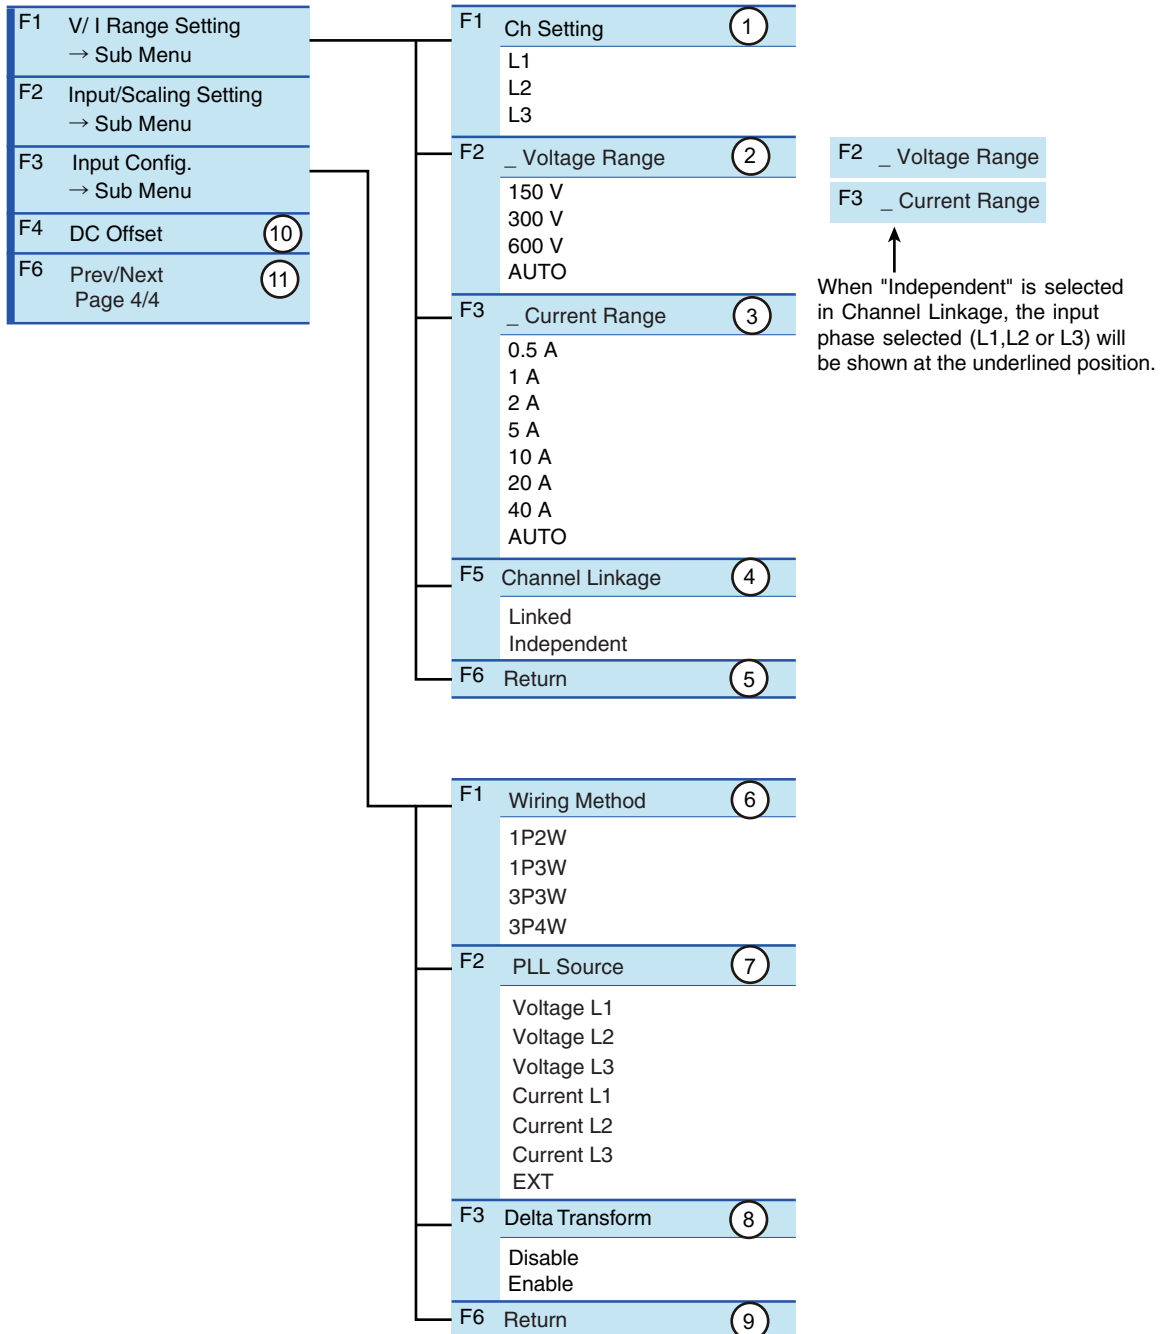 F1 V/ I Range Setting
→ Sub Menu
F2 Input/Scaling Setting
→ Sub Menu
F3 Input Config.
→ Sub Menu
F4 DC Offset 10
F6 Prev/Next 11
Page 4/4
F1 Ch Setting 1
L1
L2
L3
F2 _ Voltage Range 2
150 V
300 V
600 V
AUTO
F3 _ Current Range 3
0.5 A
1 A
2 A
5 A
10 A
20 A
40 A
AUTO
F5 Channel Linkage 4
Linked
Independent
F6 Return 5
F2 _ Voltage Range
F3 _ Current Range
When "Independent" is selected
in Channel Linkage, the input
phase selected (L1,L2 or L3) will
be shown at the underlined position.
F1 Wiring Method 6
1P2W
1P3W
3P3W
3P4W
F2 PLL Source 7
Voltage L1
Voltage L2
Voltage L3
Current L1
Current L2
Current L3
EXT
F3 Delta Transform 8
Disable
Enable
F6 Return 9